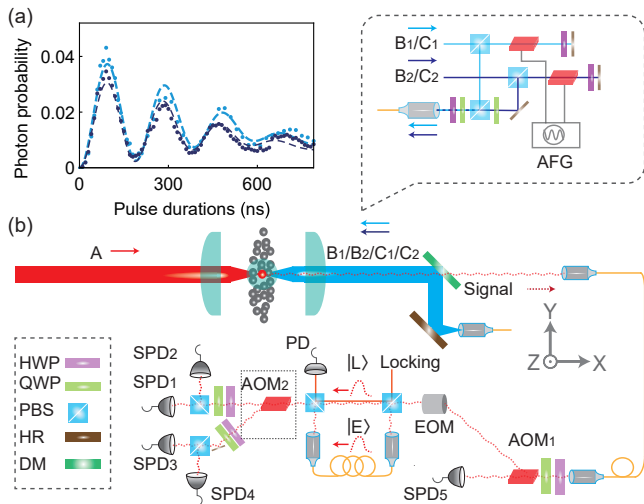 (a)
Photon probability
0.04
0.02
0
0
300
600
Pulse durations (ns)
B1/C1
B2/C2
AFG
(b)
A
B1/B2/C1/C2
Signal
Y
Z
X
HWP
QWP
PBS
HR
DM
SPD2
SPD1
SPD3
SPD4
AOM2
PD
|L⟩
Locking
|E⟩
EOM
AOM1
SPD5